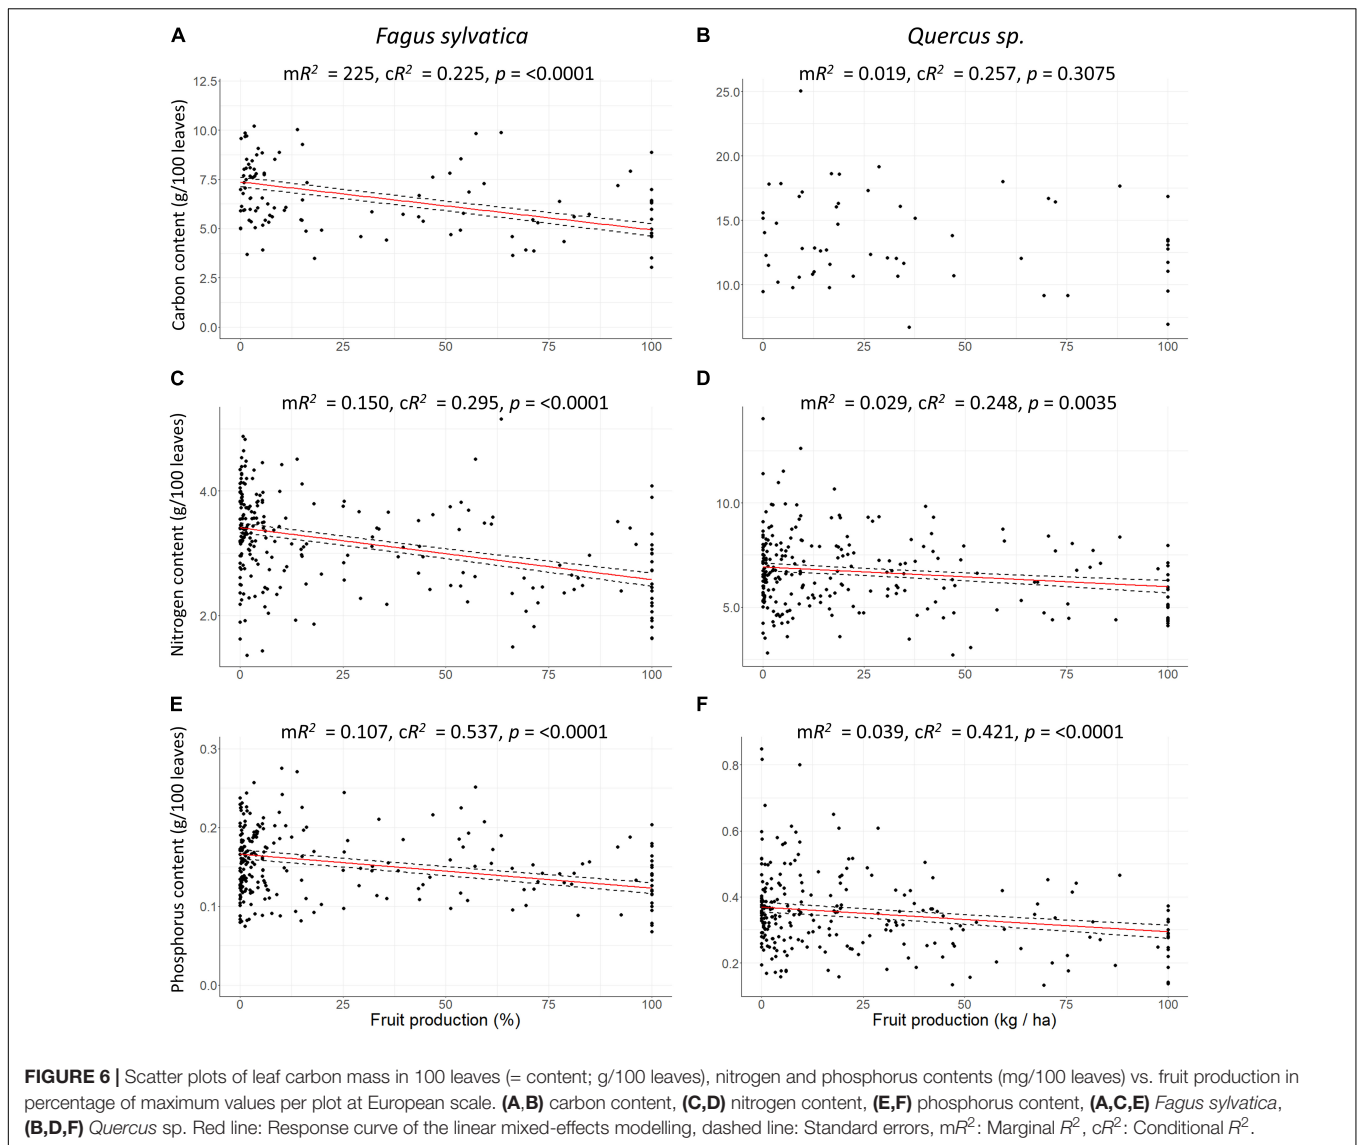 A
Fagus sylvatica
B
Quercus sp.
mR² = 225, cR² = 0.225, p = <0.0001
mR² = 0.019, cR² = 0.257, p = 0.3075
Carbon content (g/100 leaves)
12.5
10.0
7.5
5.0
2.5
0.0
0 25 50 75 100
25.0
20.0
15.0
10.0
0 25 50 75 100
C
D
mR² = 0.150, cR² = 0.295, p = <0.0001
mR² = 0.029, cR² = 0.248, p = 0.0035
Nitrogen content (g/100 leaves)
4.0
2.0
0 25 50 75 100
10.0
5.0
0 25 50 75 100
E
F
mR² = 0.107, cR² = 0.537, p = <0.0001
mR² = 0.039, cR² = 0.421, p = <0.0001
Phosphorus content (g/100 leaves)
0.3
0.2
0.1
0.0
0 25 50 75 100
Fruit production (%)
0.8
0.6
0.4
0.2
0 25 50 75 100
Fruit production (kg / ha)
FIGURE 6 | Scatter plots of leaf carbon mass in 100 leaves (= content; g/100 leaves), nitrogen and phosphorus contents (mg/100 leaves) vs. fruit production in
percentage of maximum values per plot at European scale. (A,B) carbon content, (C,D) nitrogen content, (E,F) phosphorus content, (A,C,E) Fagus sylvatica,
(B,D,F) Quercus sp. Red line: Response curve of the linear mixed-effects modelling, dashed line: Standard errors, mR²: Marginal R², cR²: Conditional R².